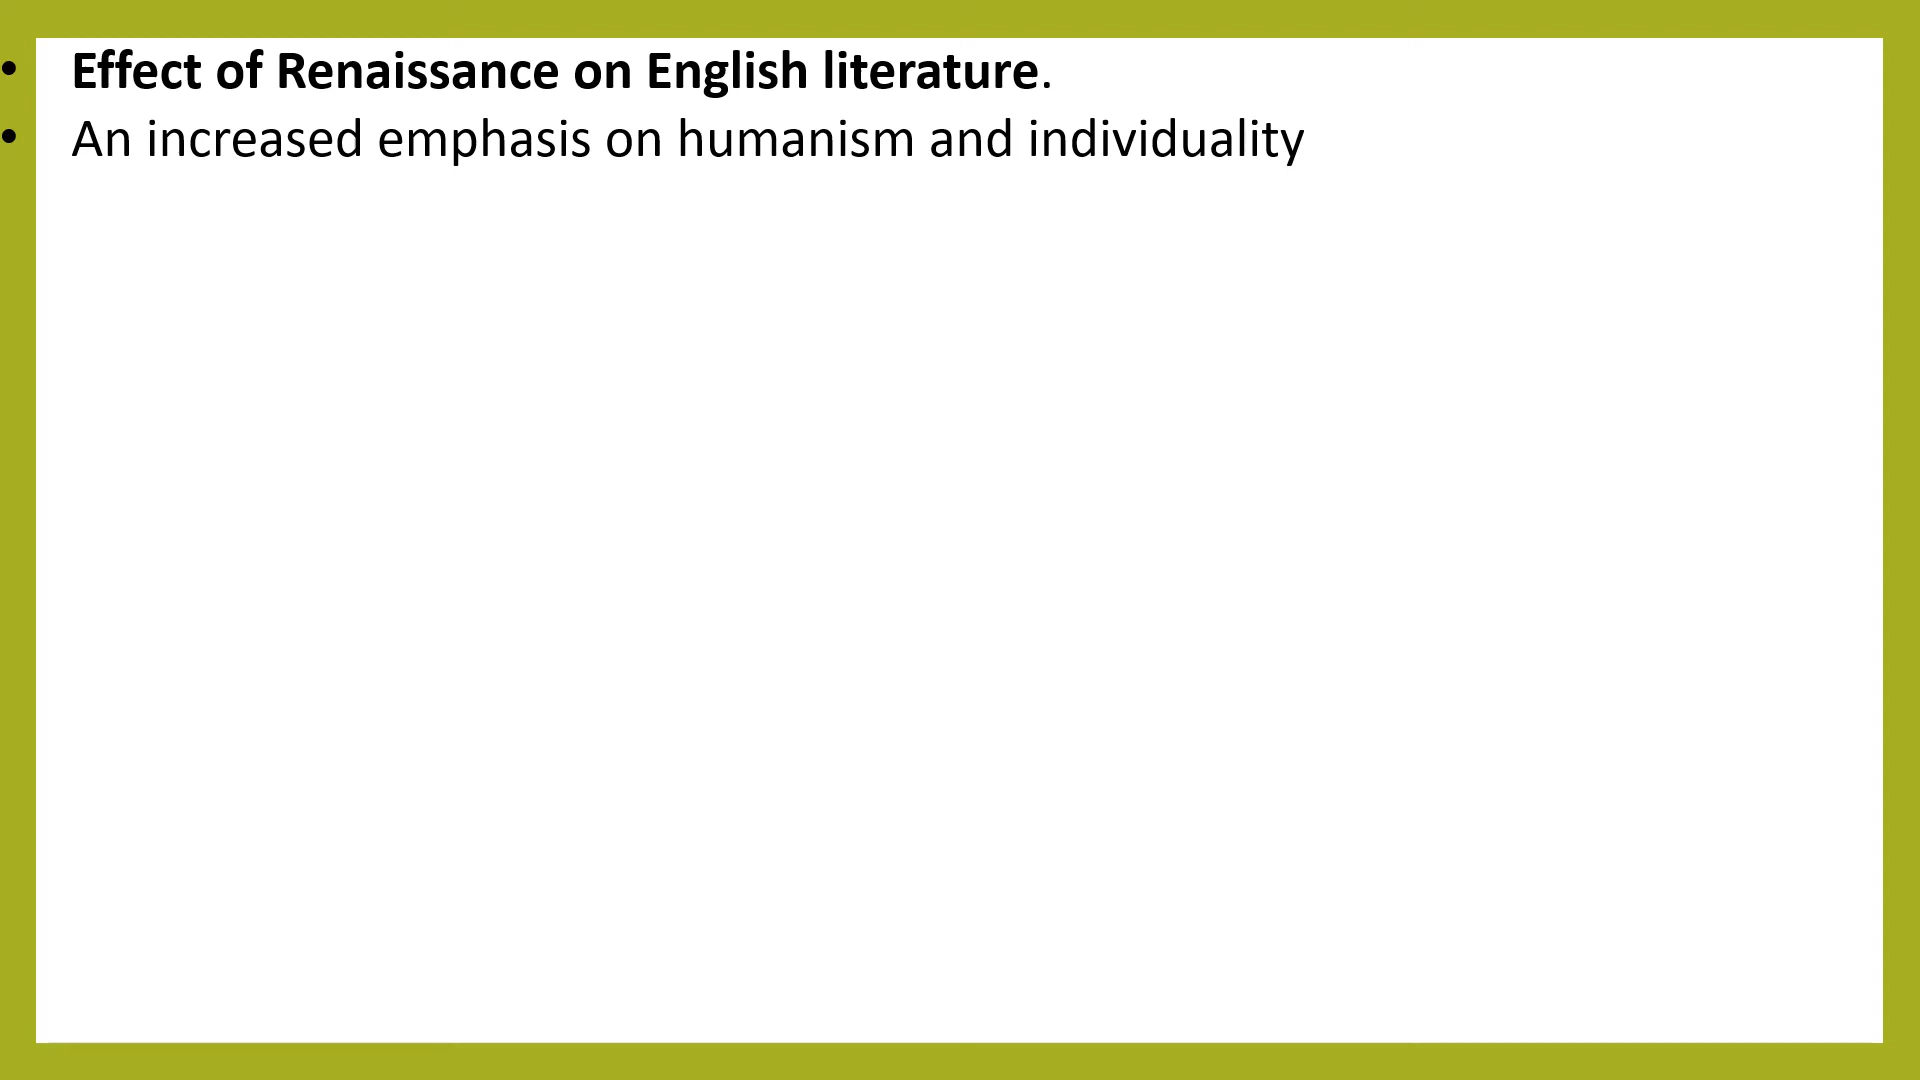 • Effect of Renaissance on English literature.
• An increased emphasis on humanism and individuality